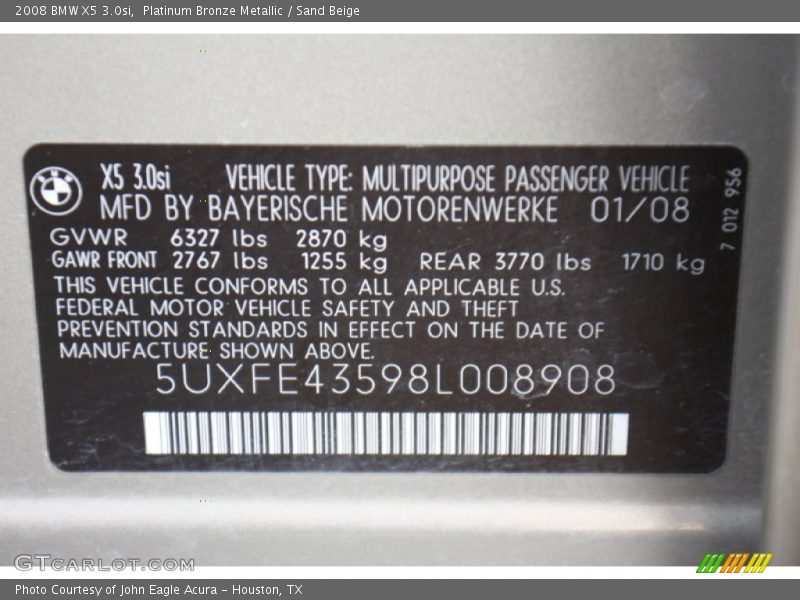 2008 BMW X5 3.0si, Platinum Bronze Metallic / Sand Beige
BMW
X5 3.0si VEHICLE TYPE: MULTIPURPOSE PASSENGER VEHICLE
MFD BY BAYERISCHE MOTORENWERKE 01/08
7 012 956
GVWR 6327 lbs 2870 kg
GAWR FRONT 2767 lbs 1255 kg REAR 3770 lbs 1710 kg
THIS VEHICLE CONFORMS TO ALL APPLICABLE U.S.
FEDERAL MOTOR VEHICLE SAFETY AND THEFT
PREVENTION STANDARDS IN EFFECT ON THE DATE OF
MANUFACTURE SHOWN ABOVE.
5UXFE43598L008908
GTCarLot.com
Photo Courtesy of John Eagle Acura - Houston, TX